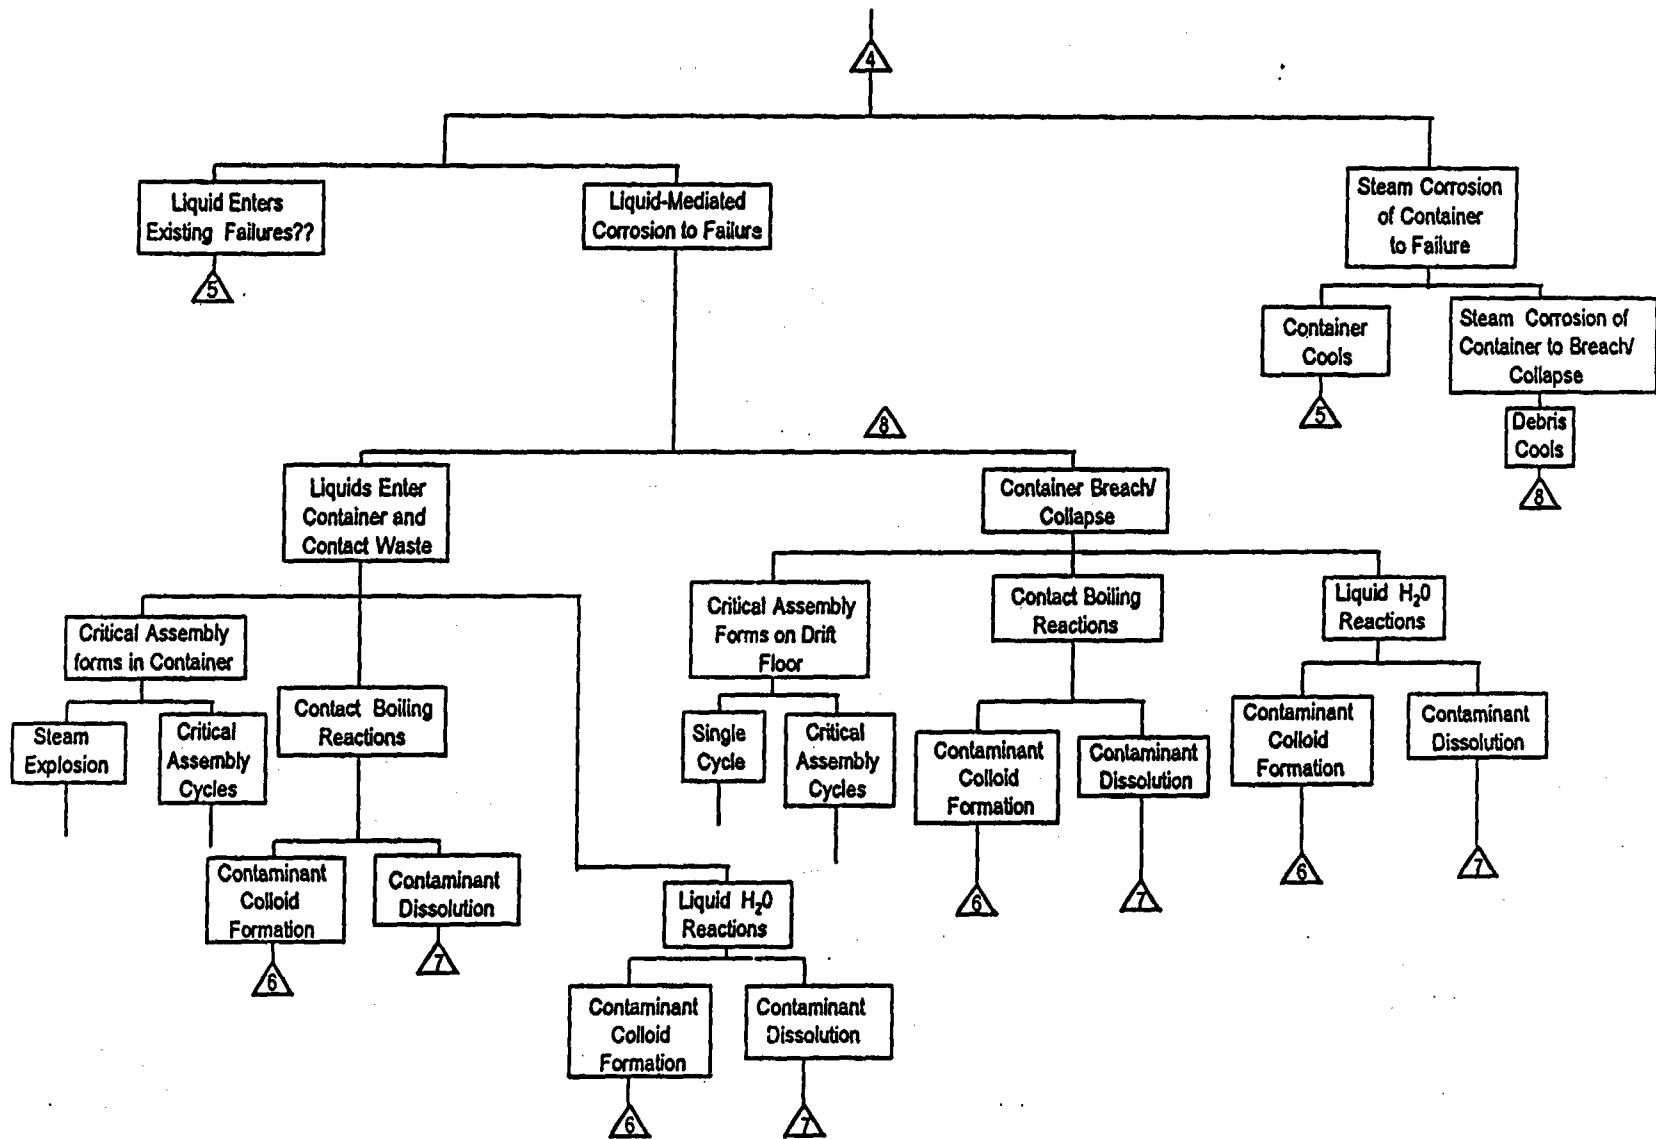 4
Liquid Enters
Existing Failures??
5
Liquid-Mediated
Corrosion to Failure
Steam Corrosion
of Container
to Failure
Container
Cools
5
Steam Corrosion of
Container to Breach/
Collapse
Debris
Cools
8
8
Liquids Enter
Container and
Contact Waste
Container Breach/
Collapse
Critical Assembly
forms in Container
Steam
Explosion
Critical
Assembly
Cycles
Contact Boiling
Reactions
Contaminant
Colloid
Formation
6
Contaminant
Dissolution
7
Liquid H₂0
Reactions
Contaminant
Colloid
Formation
6
Contaminant
Dissolution
7
Critical Assembly
Forms on Drift
Floor
Single
Cycle
Critical
Assembly
Cycles
Contact Boiling
Reactions
Contaminant
Colloid
Formation
6
Contaminant
Dissolution
7
Liquid H₂0
Reactions
Contaminant
Colloid
Formation
6
Contaminant
Dissolution
7